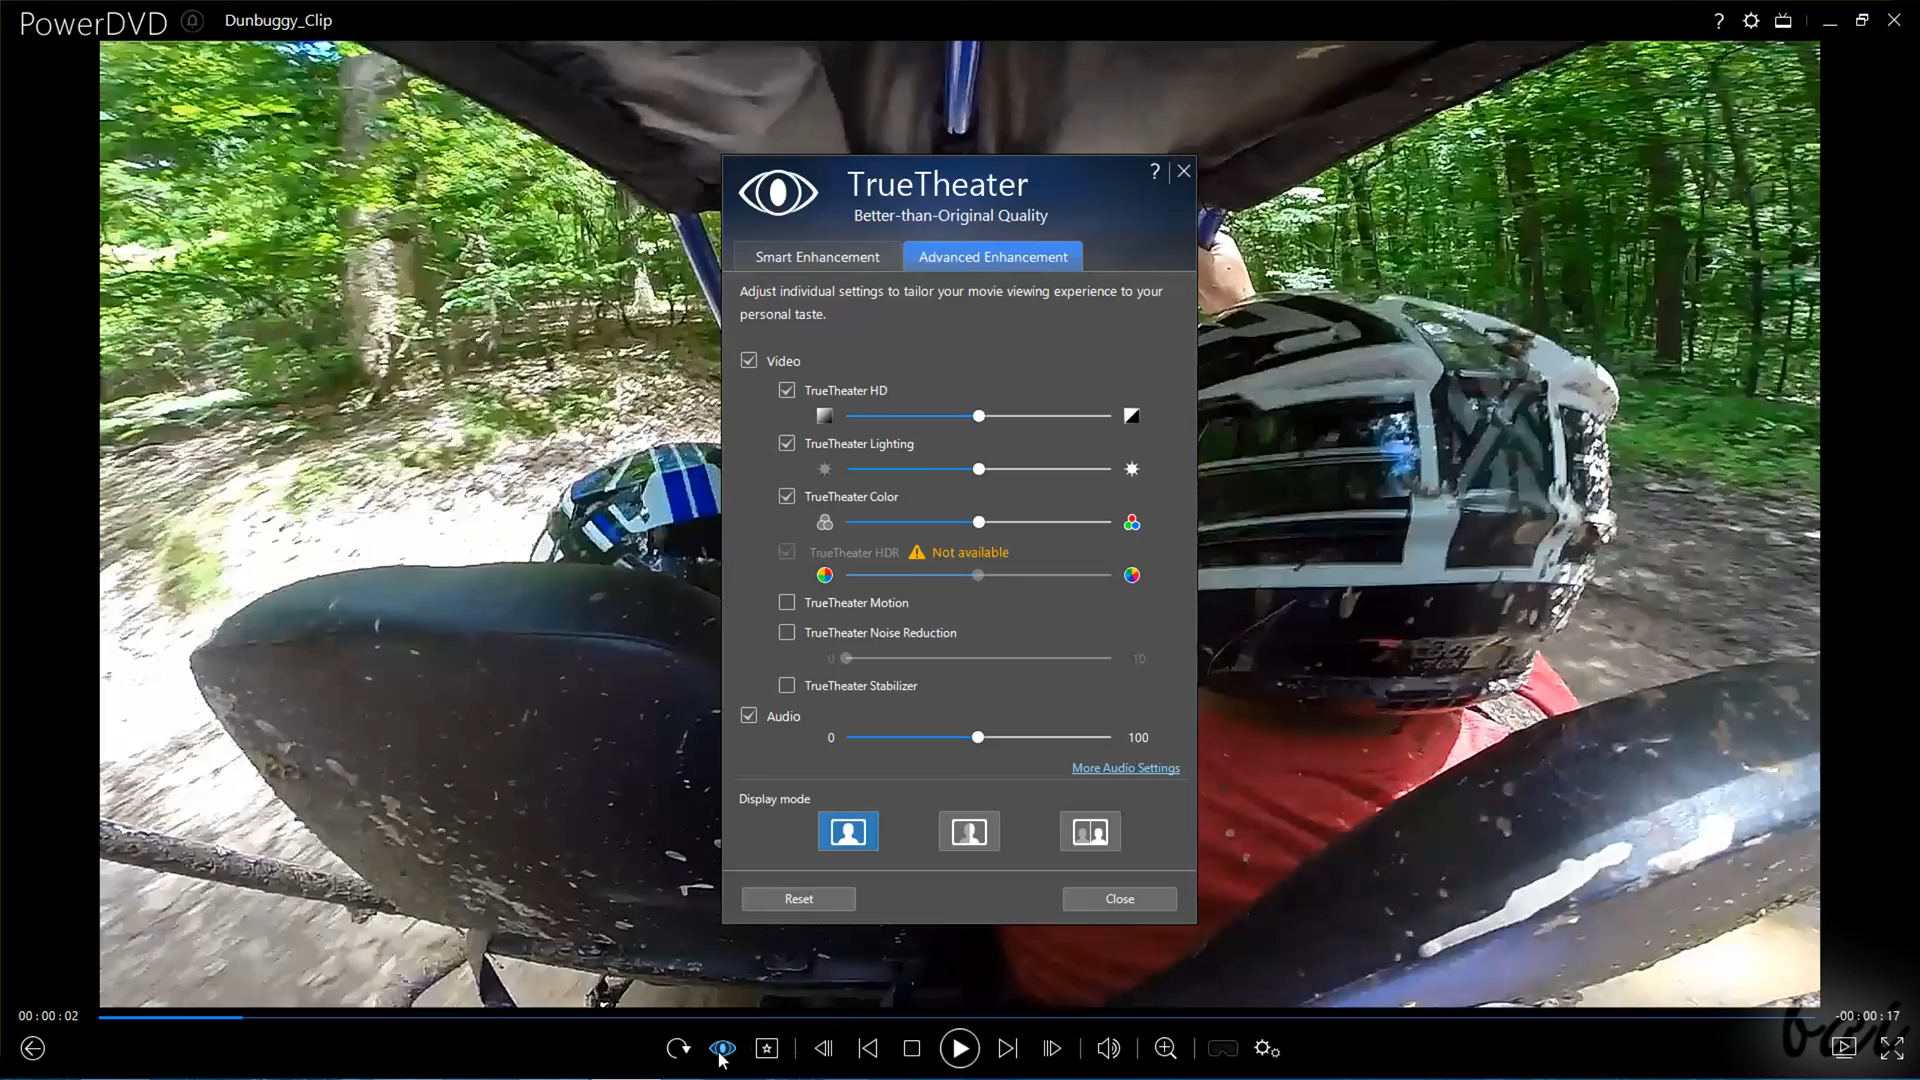 PowerDVD
Dunbuggy_Clip
?
TrueTheater
?
Better-than-Original Quality
Smart Enhancement
Advanced Enhancement
Adjust individual settings to tailor your movie viewing experience to your
personal taste.
Video
TrueTheater HD
TrueTheater Lighting
TrueTheater Color
TrueTheater HDR
Not available
TrueTheater Motion
TrueTheater Noise Reduction
0
10
TrueTheater Stabilizer
Audio
0
100
More Audio Settings
Display mode
Reset
Close
00:00:02
-00:00:17